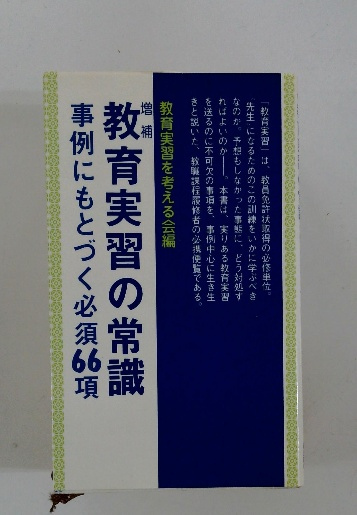 「教育実習」は、教員免許状取得の必修単位。
“先生”になるためのこの訓練をいかに学ぶべき
なのか。予想もしなかった事態に、どう対処す
ればよいのか――。本書は、実りある教育実習
を送るのに不可欠の事項を、事例中心に生き生
きと説いた、教職課程履修者の必携便覧である。
教育実習を考える会編
増補
教育実習の常識
事例にもとづく必須66項